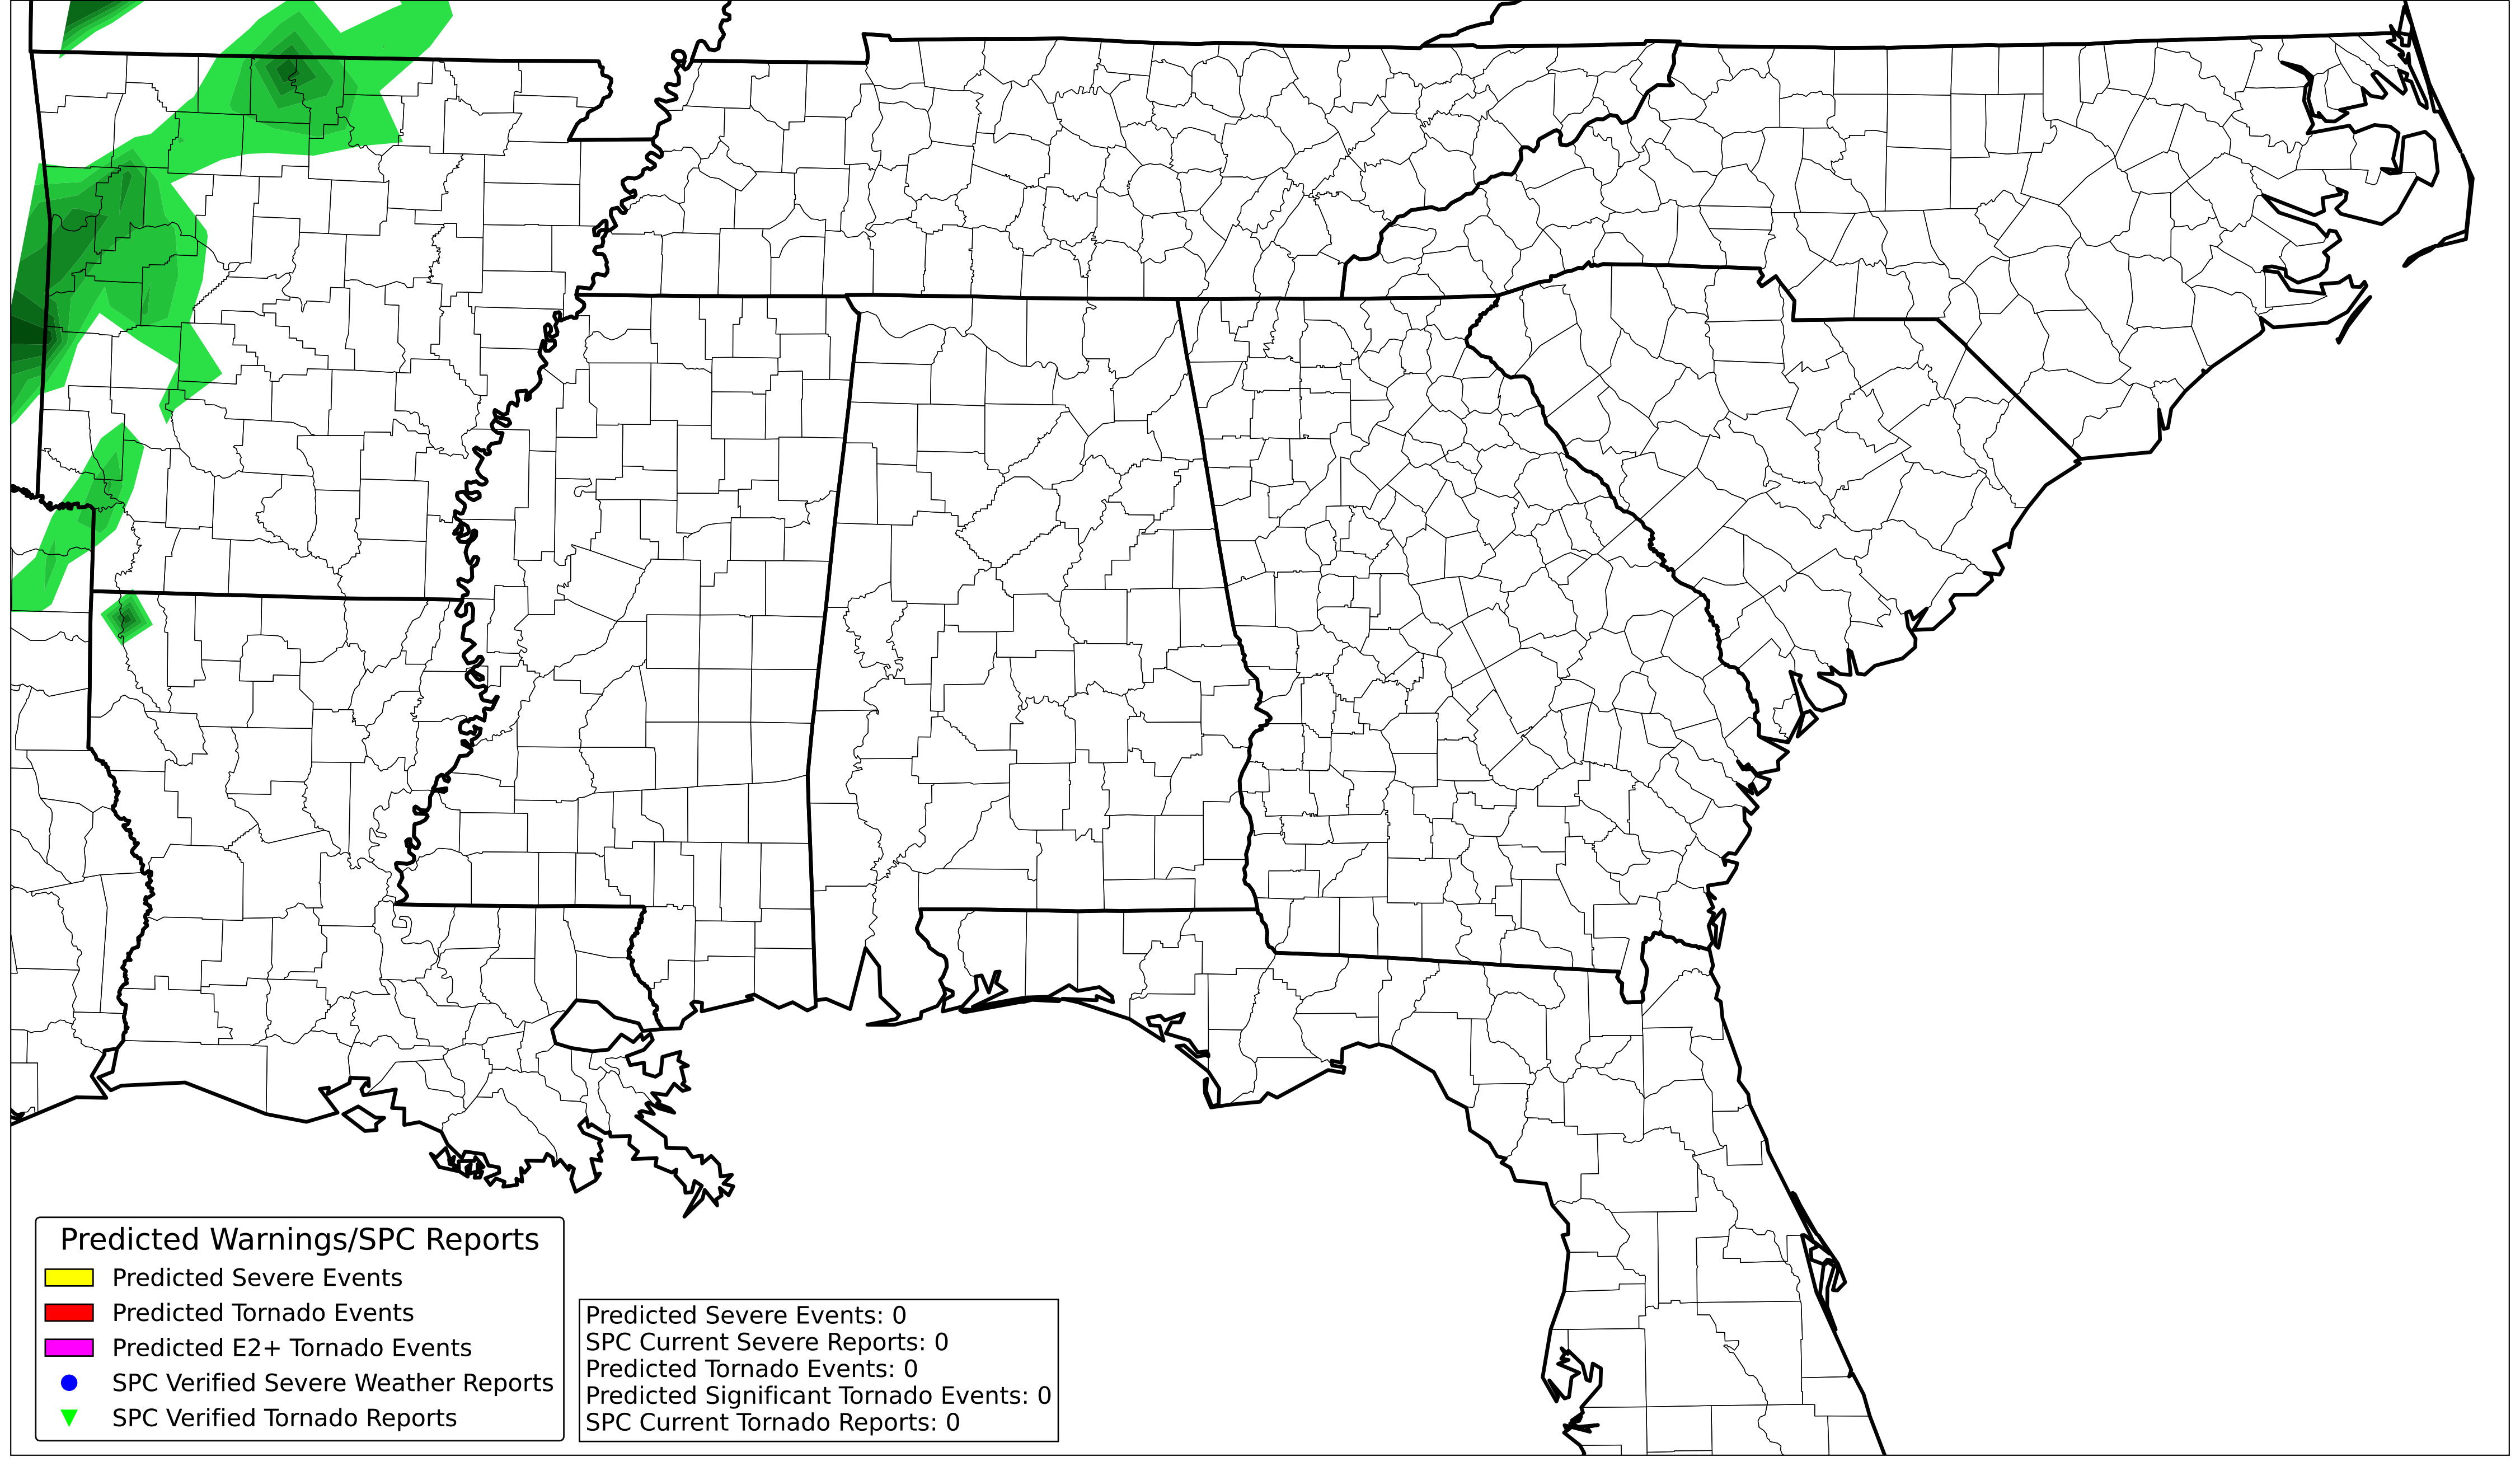 Predicted Warnings/SPC Reports
Predicted Severe Events
Predicted Tornado Events
Predicted E2+ Tornado Events
SPC Verified Severe Weather Reports
SPC Verified Tornado Reports
Predicted Severe Events: 0
SPC Current Severe Reports: 0
Predicted Tornado Events: 0
Predicted Significant Tornado Events: 0
SPC Current Tornado Reports: 0